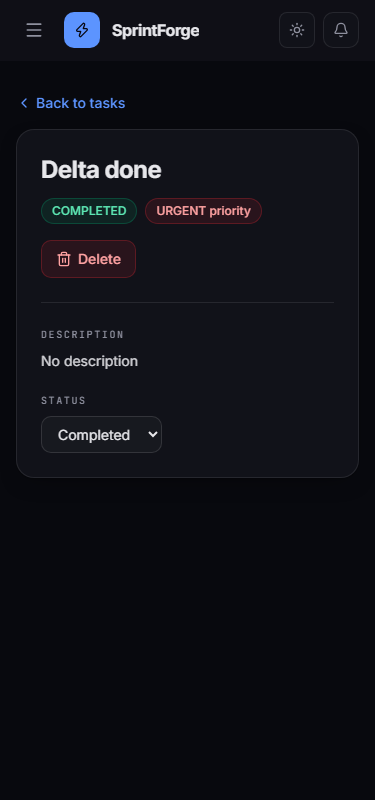 SprintForge
Back to tasks
Delta done
COMPLETED URGENT priority
Delete
DESCRIPTION
No description
STATUS
Completed